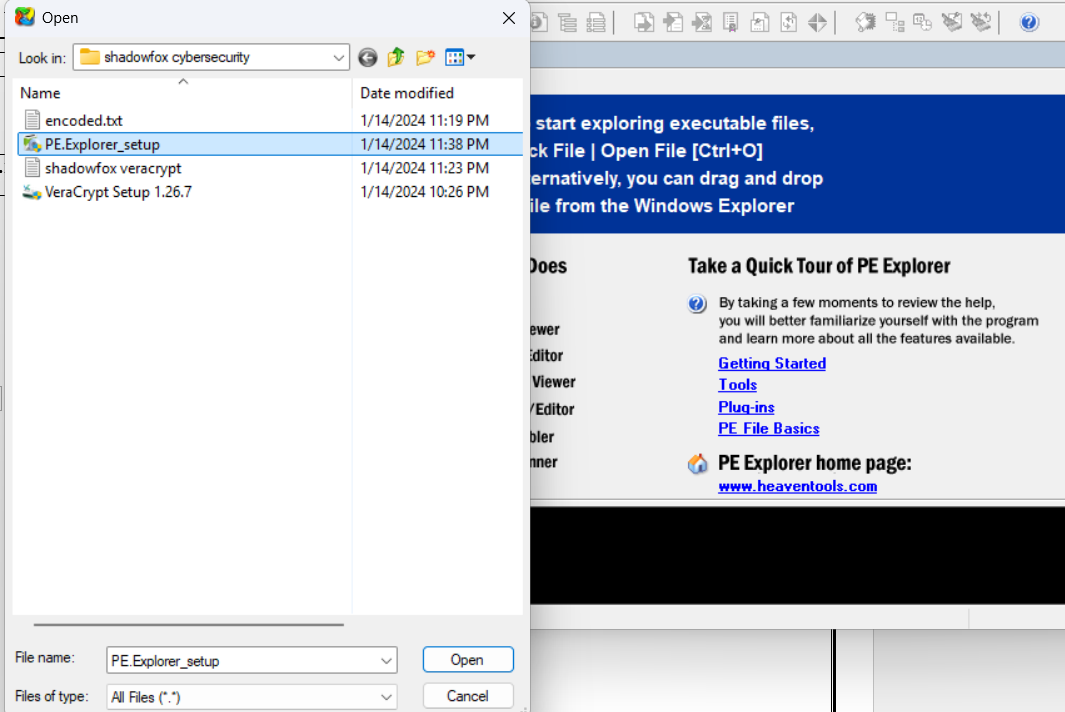 Open
Look in: shadowfox cybersecurity
Name Date modified
encoded.txt 1/14/2024 11:19 PM
PE.Explorer_setup 1/14/2024 11:38 PM
shadowfox veracrypt 1/14/2024 11:23 PM
VeraCrypt Setup 1.26.7 1/14/2024 10:26 PM
File name: PE.Explorer_setup Open
Files of type: All Files (*.*) Cancel
start exploring executable files,
ck File | Open File [Ctrl+O]
ernatively, you can drag and drop
ile from the Windows Explorer
Does
ewer
Editor
Viewer
/Editor
bler
nner
Take a Quick Tour of PE Explorer
By taking a few moments to review the help,
you will better familiarize yourself with the program
and learn more about all the features available.
Getting Started
Tools
Plug-ins
PE File Basics
PE Explorer home page:
www.heaventools.com